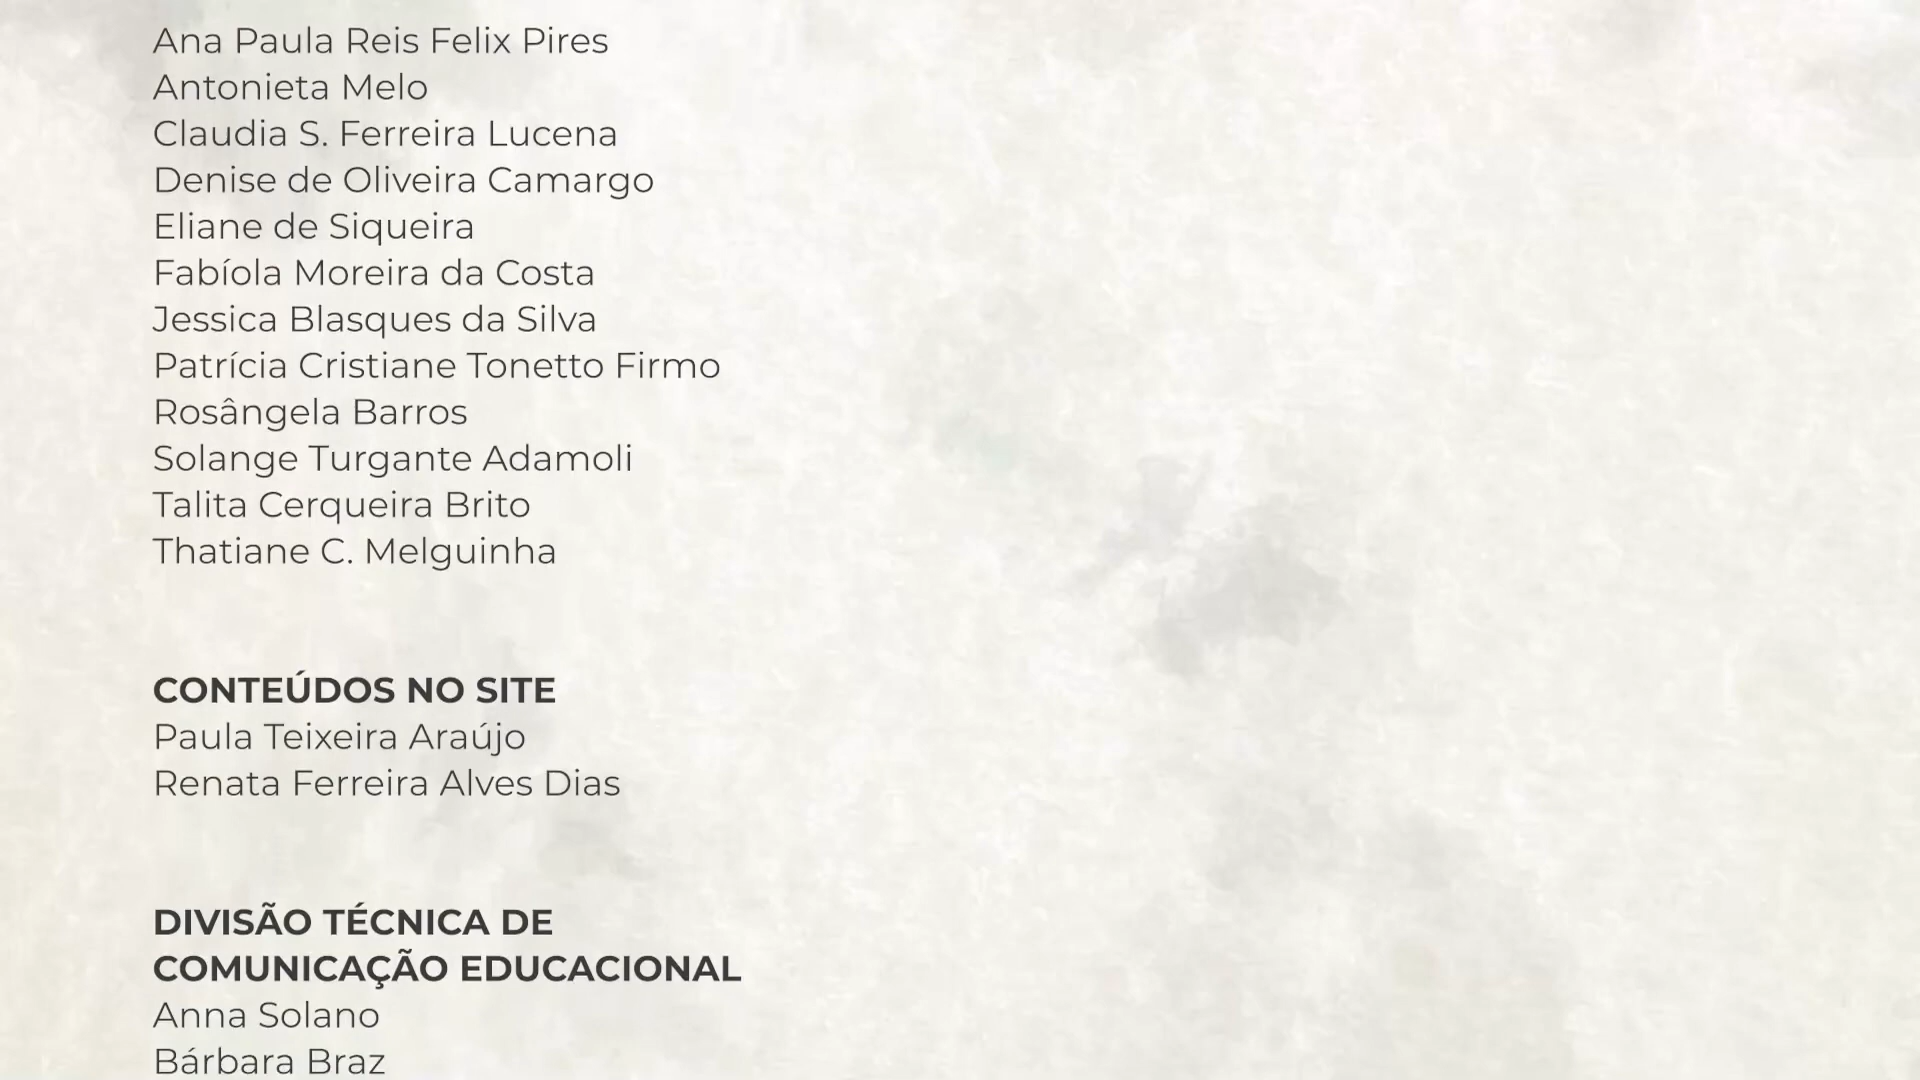 Ana Paula Reis Felix Pires
Antonieta Melo
Claudia S. Ferreira Lucena
Denise de Oliveira Camargo
Eliane de Siqueira
Fabíola Moreira da Costa
Jessica Blasques da Silva
Patrícia Cristiane Tonetto Firmo
Rosângela Barros
Solange Turgante Adamoli
Talita Cerqueira Brito
Thatiane C. Melguinha
CONTEÚDOS NO SITE
Paula Teixeira Araújo
Renata Ferreira Alves Dias
DIVISÃO TÉCNICA DE
COMUNICAÇÃO EDUCACIONAL
Anna Solano
Bárbara Braz